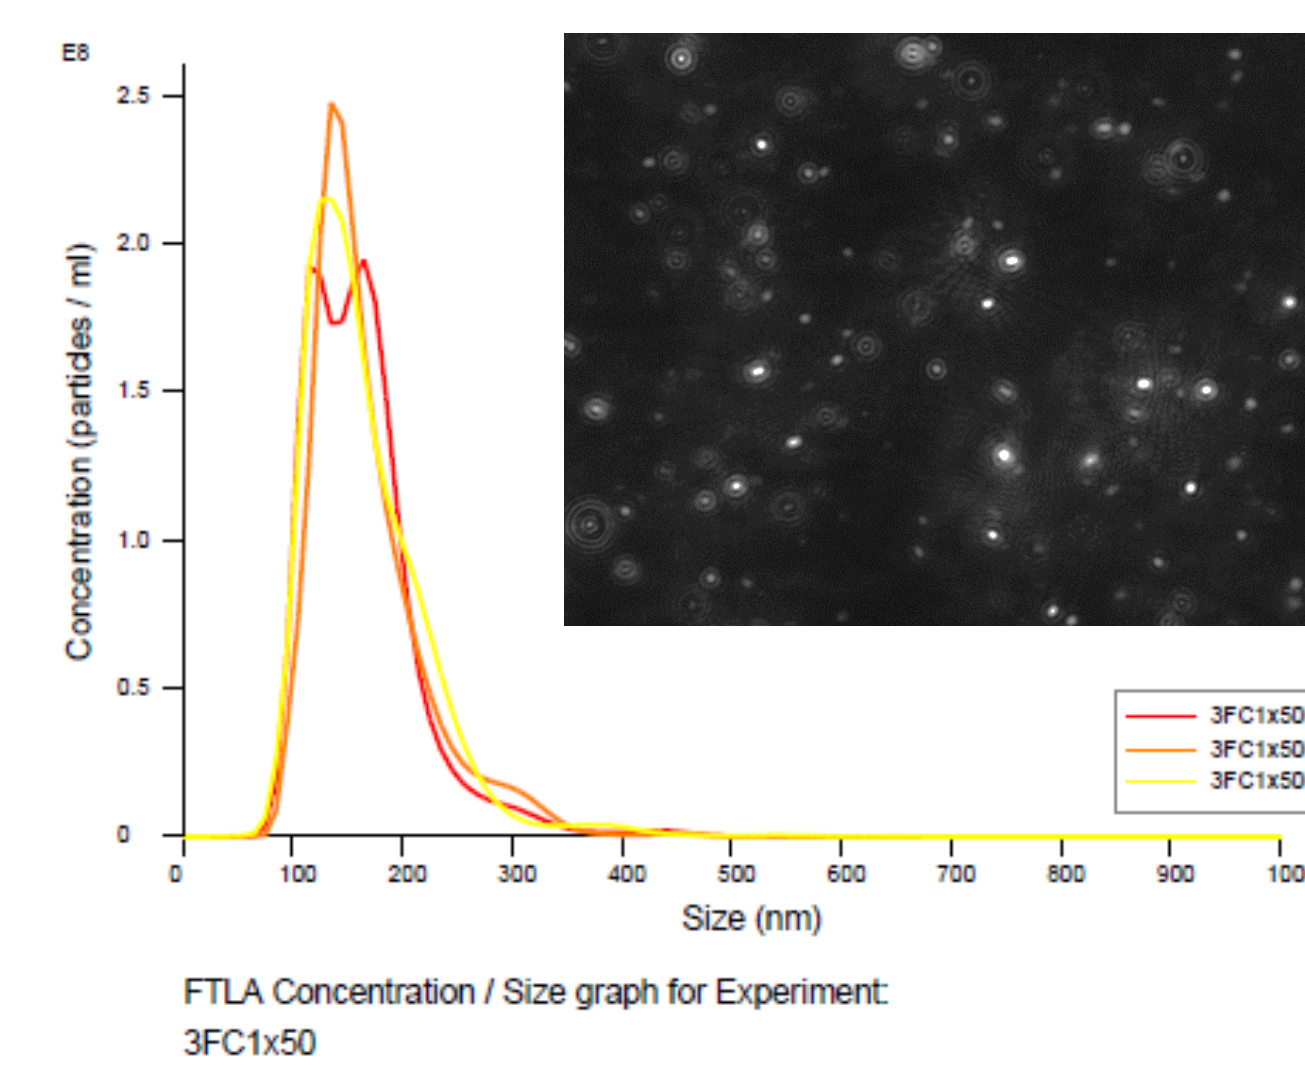 E8
2.5
2.0
1.5
1.0
0.5
0
Concentration (particles / ml)
3FC1x50
3FC1x50
3FC1x50
0 100 200 300 400 500 600 700 800 900 100
Size (nm)
FTLA Concentration / Size graph for Experiment:
3FC1x50